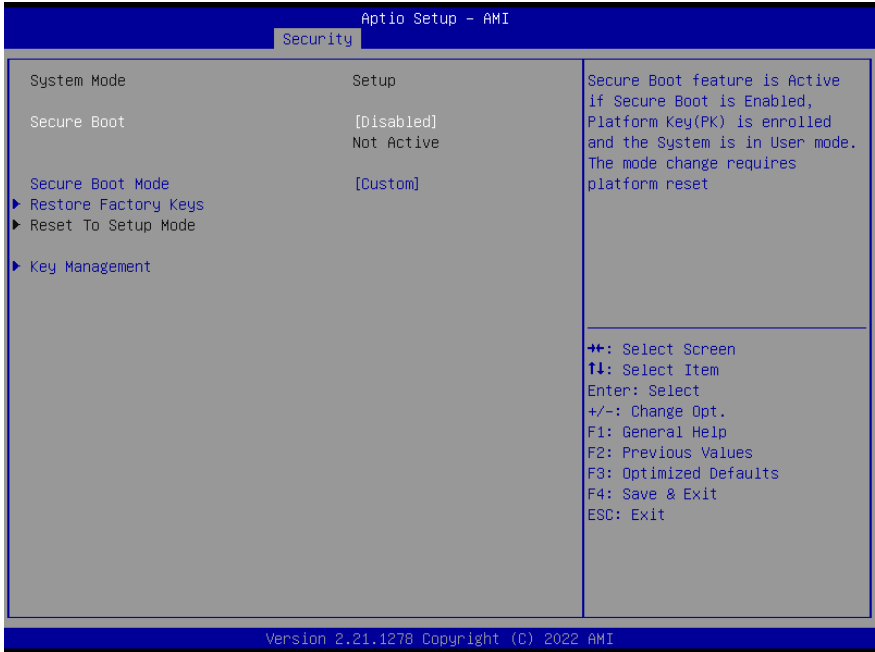 Aptio Setup – AMI
Security
System Mode Setup
Secure Boot [Disabled]
Not Active
Secure Boot Mode [Custom]
Restore Factory Keys
Reset To Setup Mode
Key Management
Secure Boot feature is Active
if Secure Boot is Enabled,
Platform Key(PK) is enrolled
and the System is in User mode.
The mode change requires
platform reset
→←: Select Screen
↑↓: Select Item
Enter: Select
+/-: Change Opt.
F1: General Help
F2: Previous Values
F3: Optimized Defaults
F4: Save & Exit
ESC: Exit
Version 2.21.1278 Copyright (C) 2022 AMI